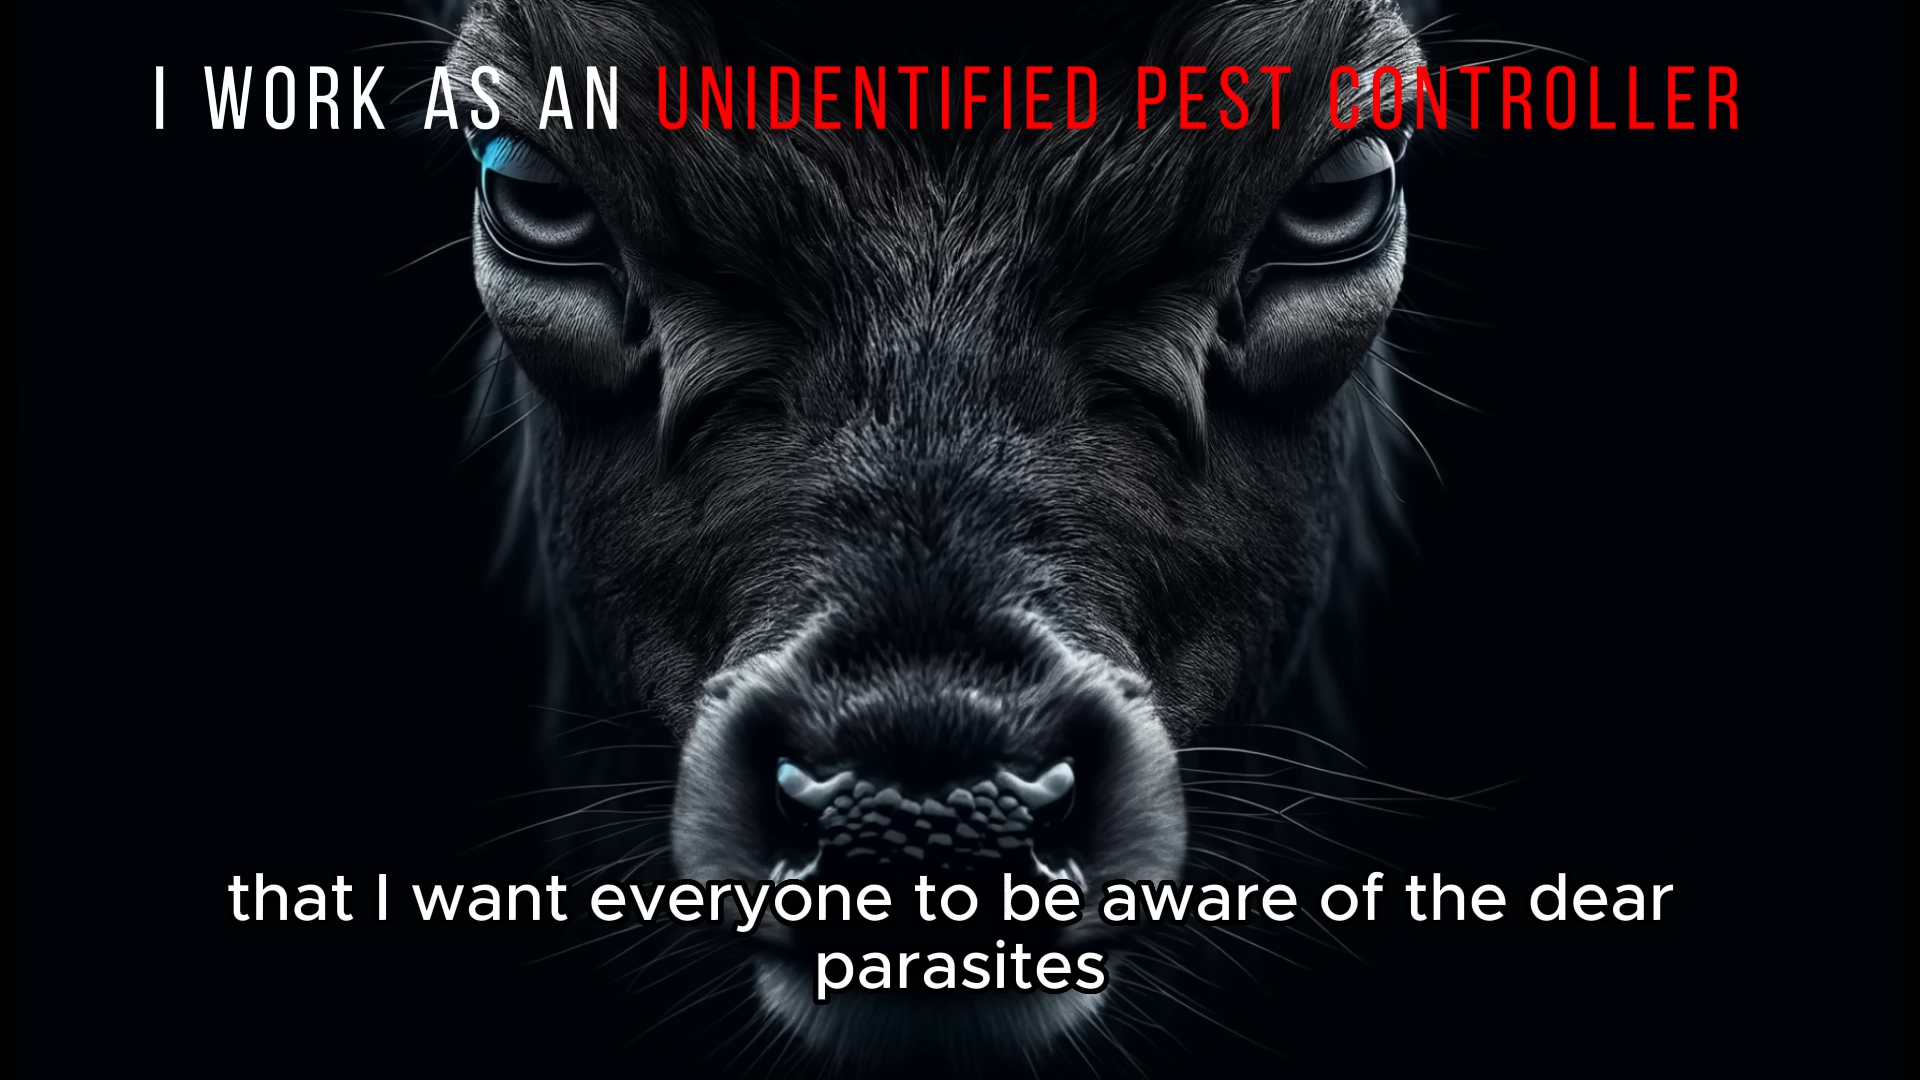 I WORK AS AN UNIDENTIFIED PEST CONTROLLER
that I want everyone to be aware of the dear
parasites